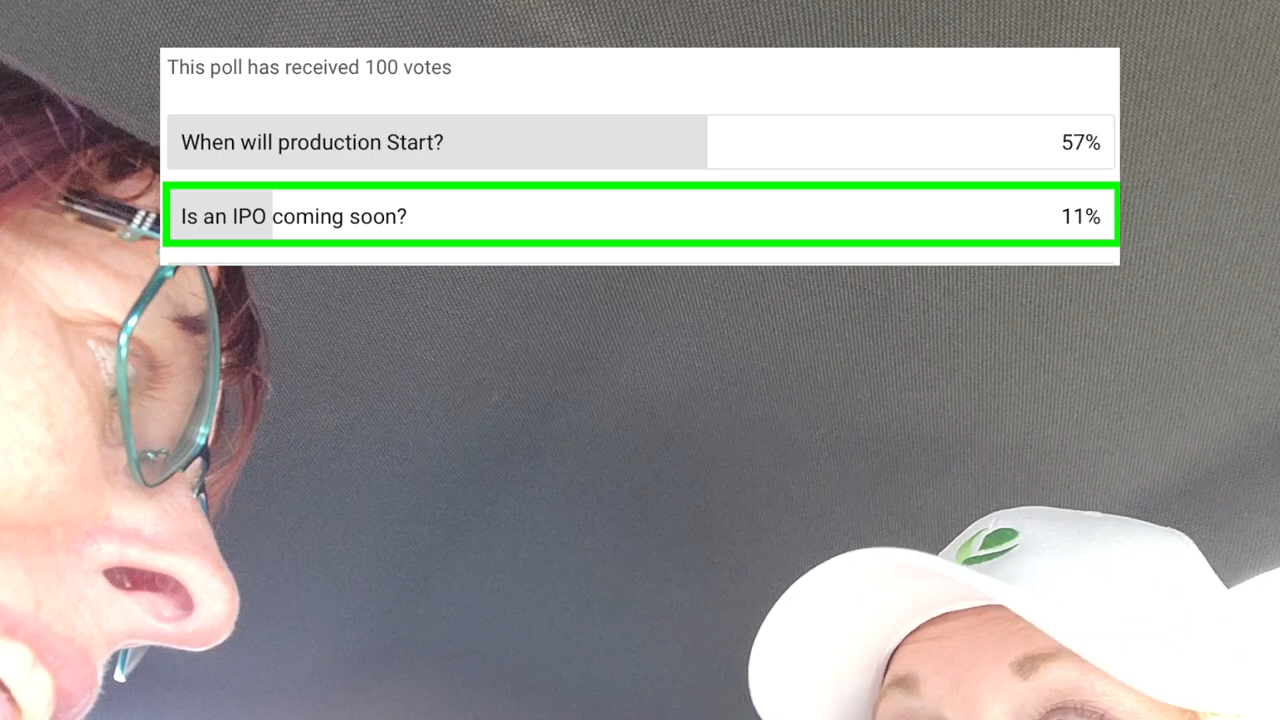 This poll has received 100 votes
When will production Start? 57%
Is an IPO coming soon? 11%